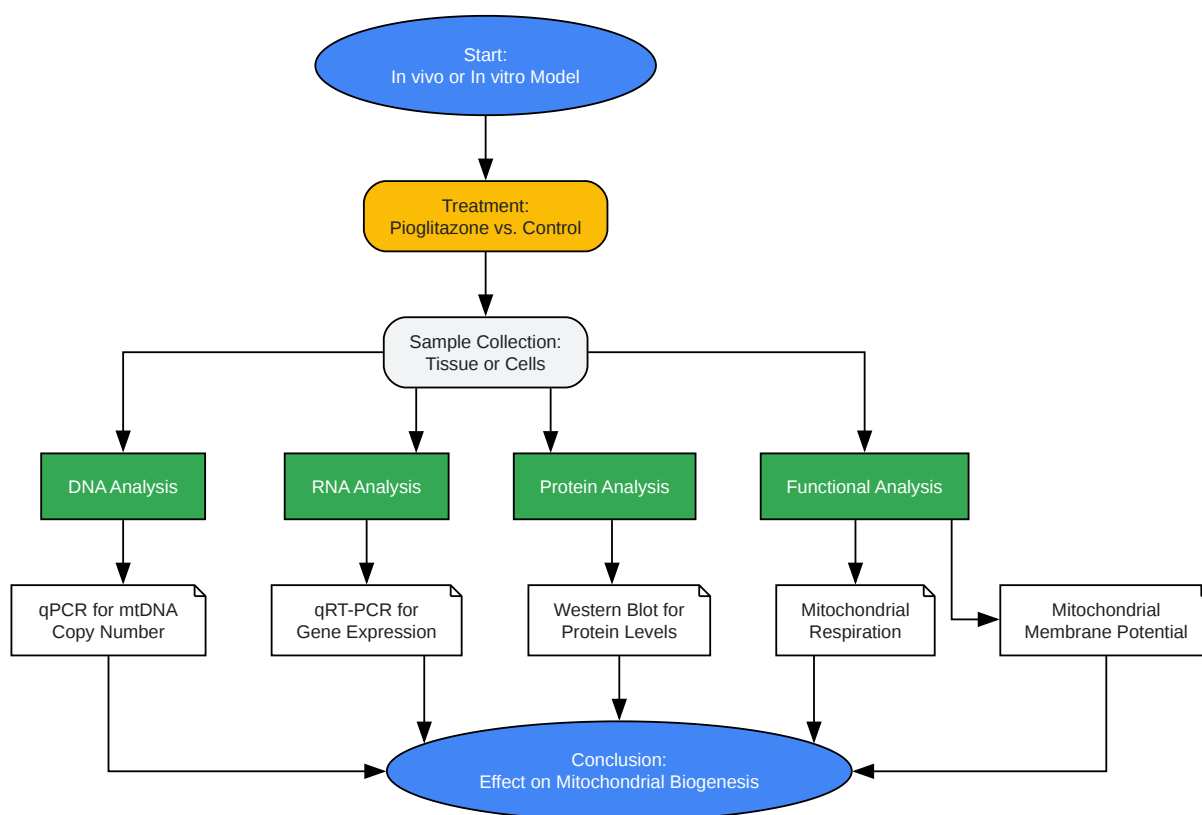 Start:
In vivo or In vitro Model
Treatment:
Pioglitazone vs. Control
Sample Collection:
Tissue or Cells
DNA Analysis
RNA Analysis
Protein Analysis
Functional Analysis
qPCR for mtDNA
Copy Number
qRT-PCR for
Gene Expression
Western Blot for
Protein Levels
Mitochondrial
Respiration
Mitochondrial
Membrane Potential
Conclusion:
Effect on Mitochondrial Biogenesis